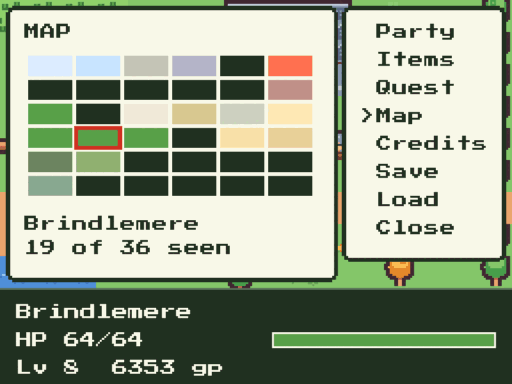 MAP
Brindlemere
19 of 36 seen
Party
Items
Quest
>Map
Credits
Save
Load
Close
Brindlemere
HP 64/64
Lv 8 6353 gp